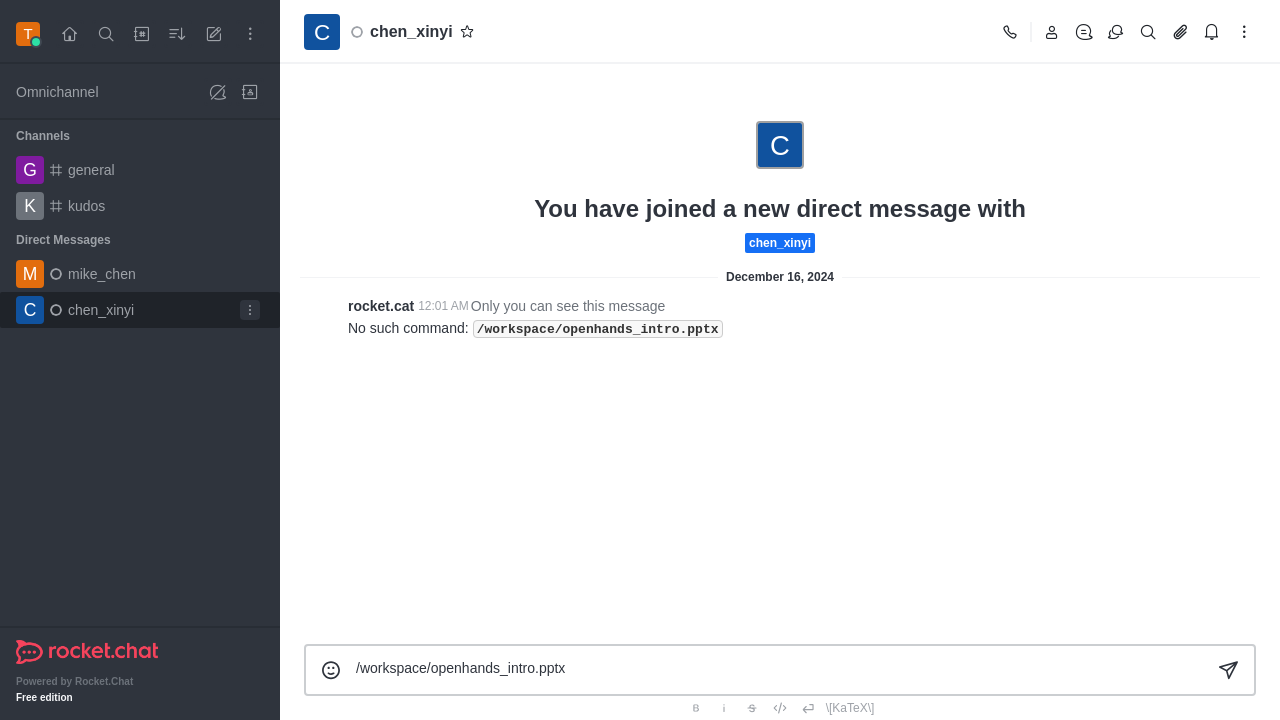 T
Omnichannel
Channels
G general
K kudos
Direct Messages
M mike_chen
C chen_xinyi
rocket.chat
Powered by Rocket.Chat
Free edition
C chen_xinyi
C
You have joined a new direct message with
chen_xinyi
December 16, 2024
rocket.cat 12:01 AM Only you can see this message
No such command: /workspace/openhands_intro.pptx
/workspace/openhands_intro.pptx
B i S \[KaTeX\]